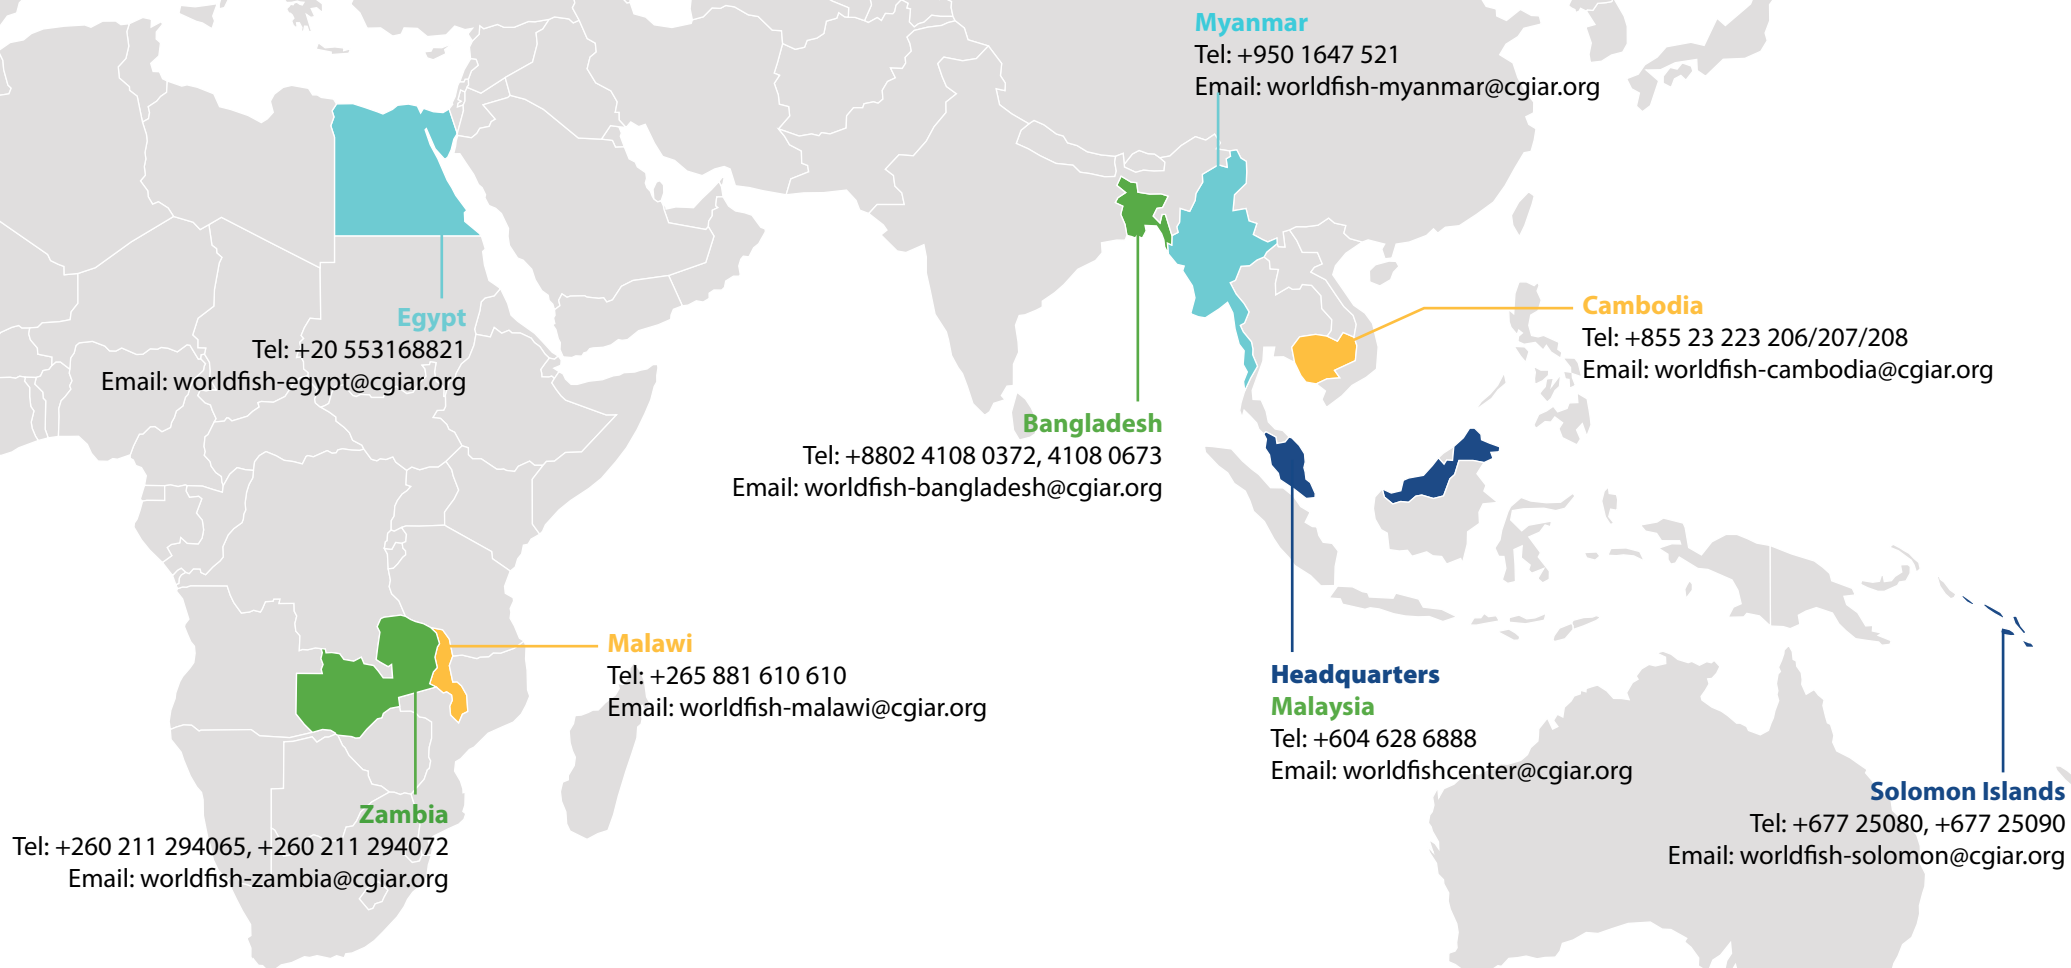 Myanmar
Tel: +950 1647 521
Email: worldfish-myanmar@cgiar.org
Egypt
Tel: +20 553168821
Email: worldfish-egypt@cgiar.org
Cambodia
Tel: +855 23 223 206/207/208
Email: worldfish-cambodia@cgiar.org
Bangladesh
Tel: +8802 4108 0372, 4108 0673
Email: worldfish-bangladesh@cgiar.org
Malawi
Tel: +265 881 610 610
Email: worldfish-malawi@cgiar.org
Headquarters
Malaysia
Tel: +604 628 6888
Email: worldfishcenter@cgiar.org
Zambia
Tel: +260 211 294065, +260 211 294072
Email: worldfish-zambia@cgiar.org
Solomon Islands
Tel: +677 25080, +677 25090
Email: worldfish-solomon@cgiar.org